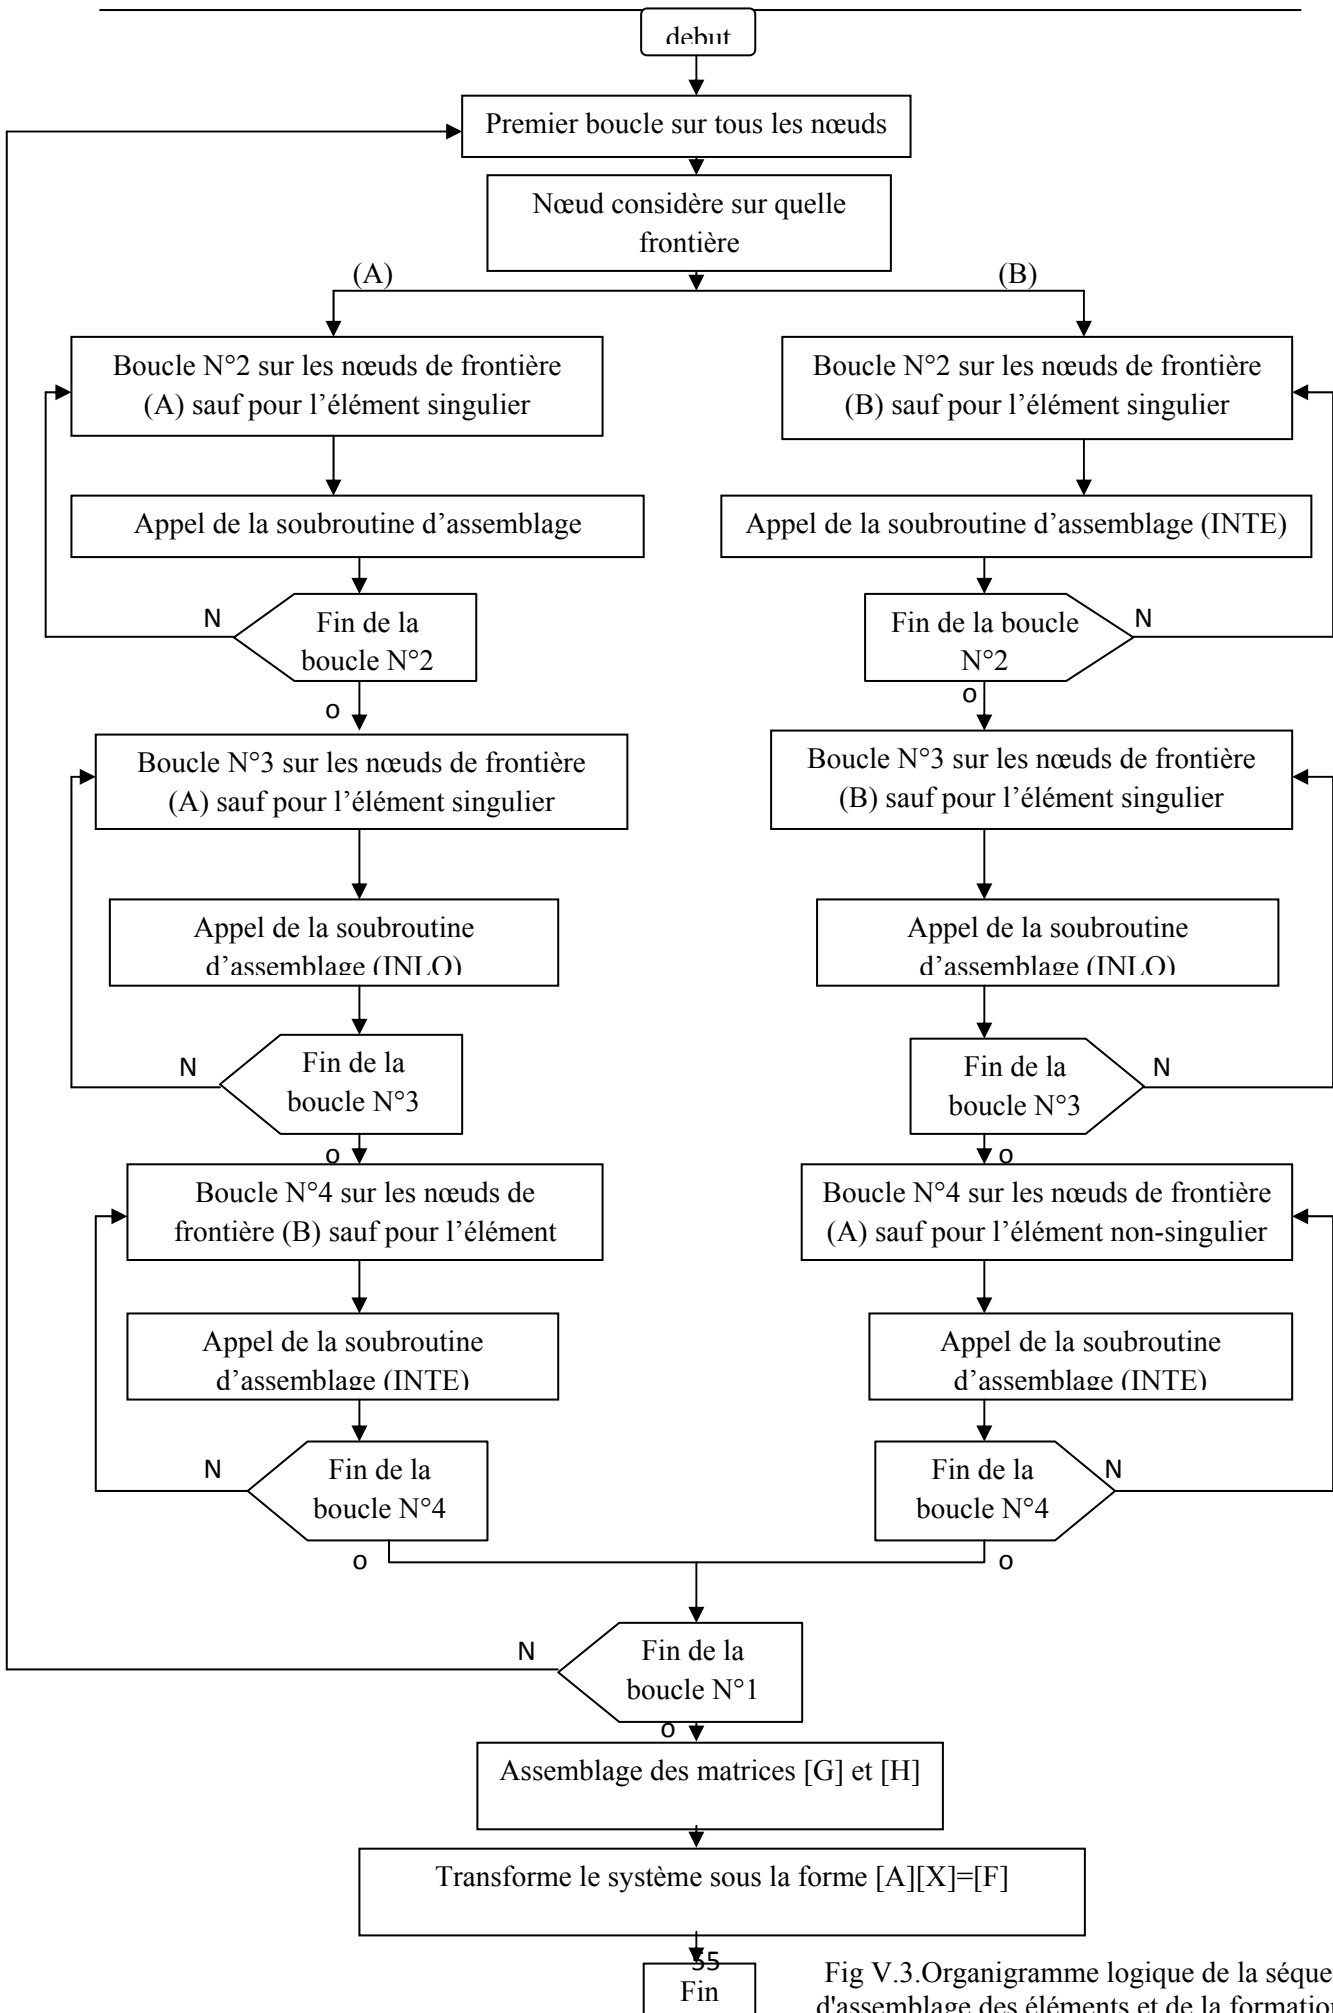 debut
Premier boucle sur tous les nœuds
Nœud considère sur quelle
frontière
(A)
(B)
Boucle N°2 sur les nœuds de frontière
(A) sauf pour l’élément singulier
Boucle N°2 sur les nœuds de frontière
(B) sauf pour l’élément singulier
Appel de la soubroutine d’assemblage
Appel de la soubroutine d’assemblage (INTE)
N
Fin de la
boucle N°2
Fin de la boucle
N°2
N
o
o
Boucle N°3 sur les nœuds de frontière
(A) sauf pour l’élément singulier
Boucle N°3 sur les nœuds de frontière
(B) sauf pour l’élément singulier
Appel de la soubroutine
d’assemblage (INLO)
Appel de la soubroutine
d’assemblage (INLO)
N
Fin de la
boucle N°3
Fin de la
boucle N°3
N
o
o
Boucle N°4 sur les nœuds de
frontière (B) sauf pour l’élément
Boucle N°4 sur les nœuds de frontière
(A) sauf pour l’élément non-singulier
Appel de la soubroutine
d’assemblage (INTE)
Appel de la soubroutine
d’assemblage (INTE)
N
Fin de la
boucle N°4
Fin de la
boucle N°4
N
o
o
N
Fin de la
boucle N°1
o
Assemblage des matrices [G] et [H]
Transforme le système sous la forme [A][X]=[F]
55
Fin
Fig V.3.Organigramme logique de la séque
d'assemblage des éléments et de la formation